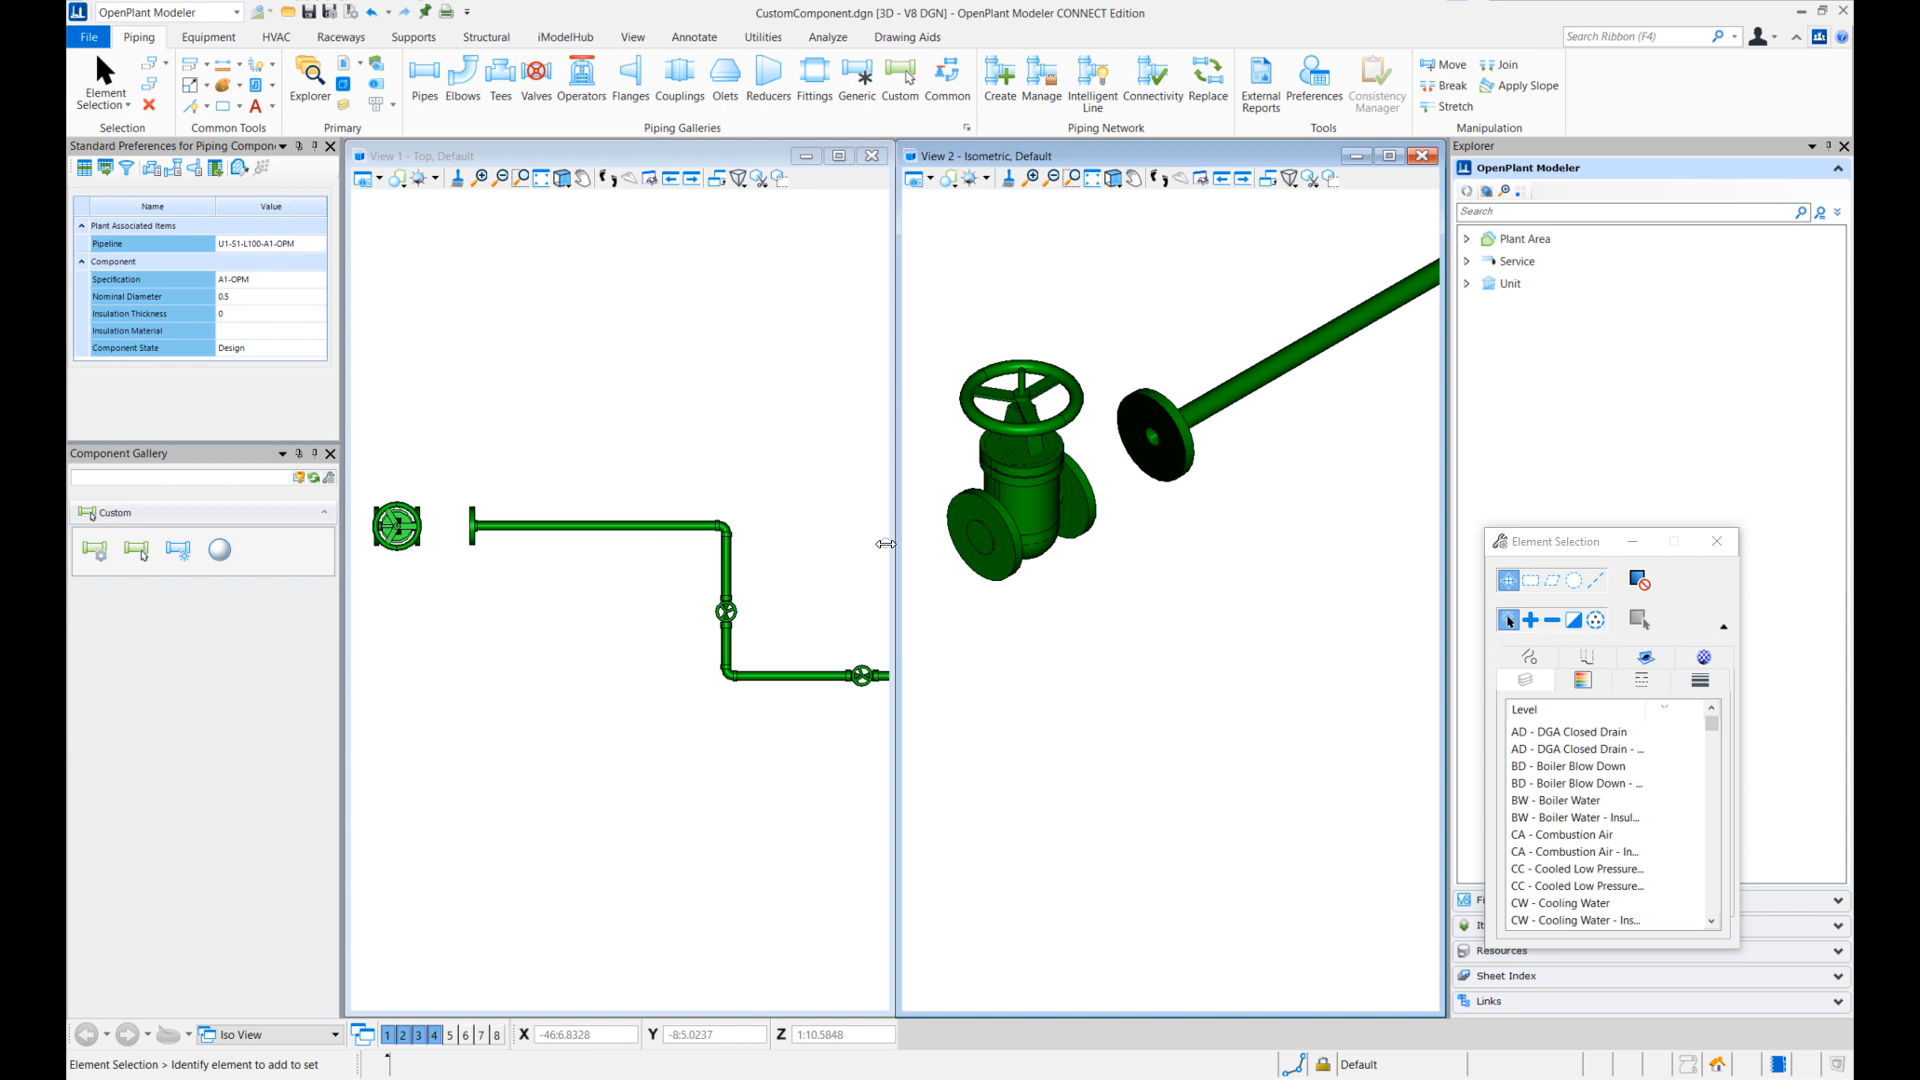 OpenPlant Modeler
CustomComponent.dgn [3D - V8 DGN] - OpenPlant Modeler CONNECT Edition
File Piping Equipment HVAC Raceways Supports Structural iModelHub View Annotate Utilities Analyze Drawing Aids
Search Ribbon (F4)
Element Selection
Selection
Common Tools
Explorer
Primary
Pipes Elbows Tees Valves Operators Flanges Couplings Olets Reducers Fittings Generic Custom Common
Piping Galleries
Create Manage Intelligent Line Connectivity Replace
Piping Network
External Reports Preferences Consistency Manager
Tools
Move Join
Break Apply Slope
Stretch
Manipulation
Standard Preferences for Piping Compon
Name Value
Plant Associated Items
Pipeline U1-S1-L100-A1-OPM
Component
Specification A1-OPM
Nominal Diameter 0.5
Insulation Thickness 0
Insulation Material
Component State Design
Component Gallery
Custom
View 1 - Top, Default
View 2 - Isometric, Default
Explorer
OpenPlant Modeler
Search
Plant Area
Service
Unit
Element Selection
Level
AD - DGA Closed Drain
AD - DGA Closed Drain - ...
BD - Boiler Blow Down
BD - Boiler Blow Down - ...
BW - Boiler Water
BW - Boiler Water - Insul...
CA - Combustion Air
CA - Combustion Air - In...
CC - Cooled Low Pressure...
CC - Cooled Low Pressure...
CW - Cooling Water
CW - Cooling Water - Ins...
Fi
It
Resources
Sheet Index
Links
Iso View
1 2 3 4 5 6 7 8
X -46:6.8328 Y -8:5.0237 Z 1:10.5848
Element Selection > Identify element to add to set
Default